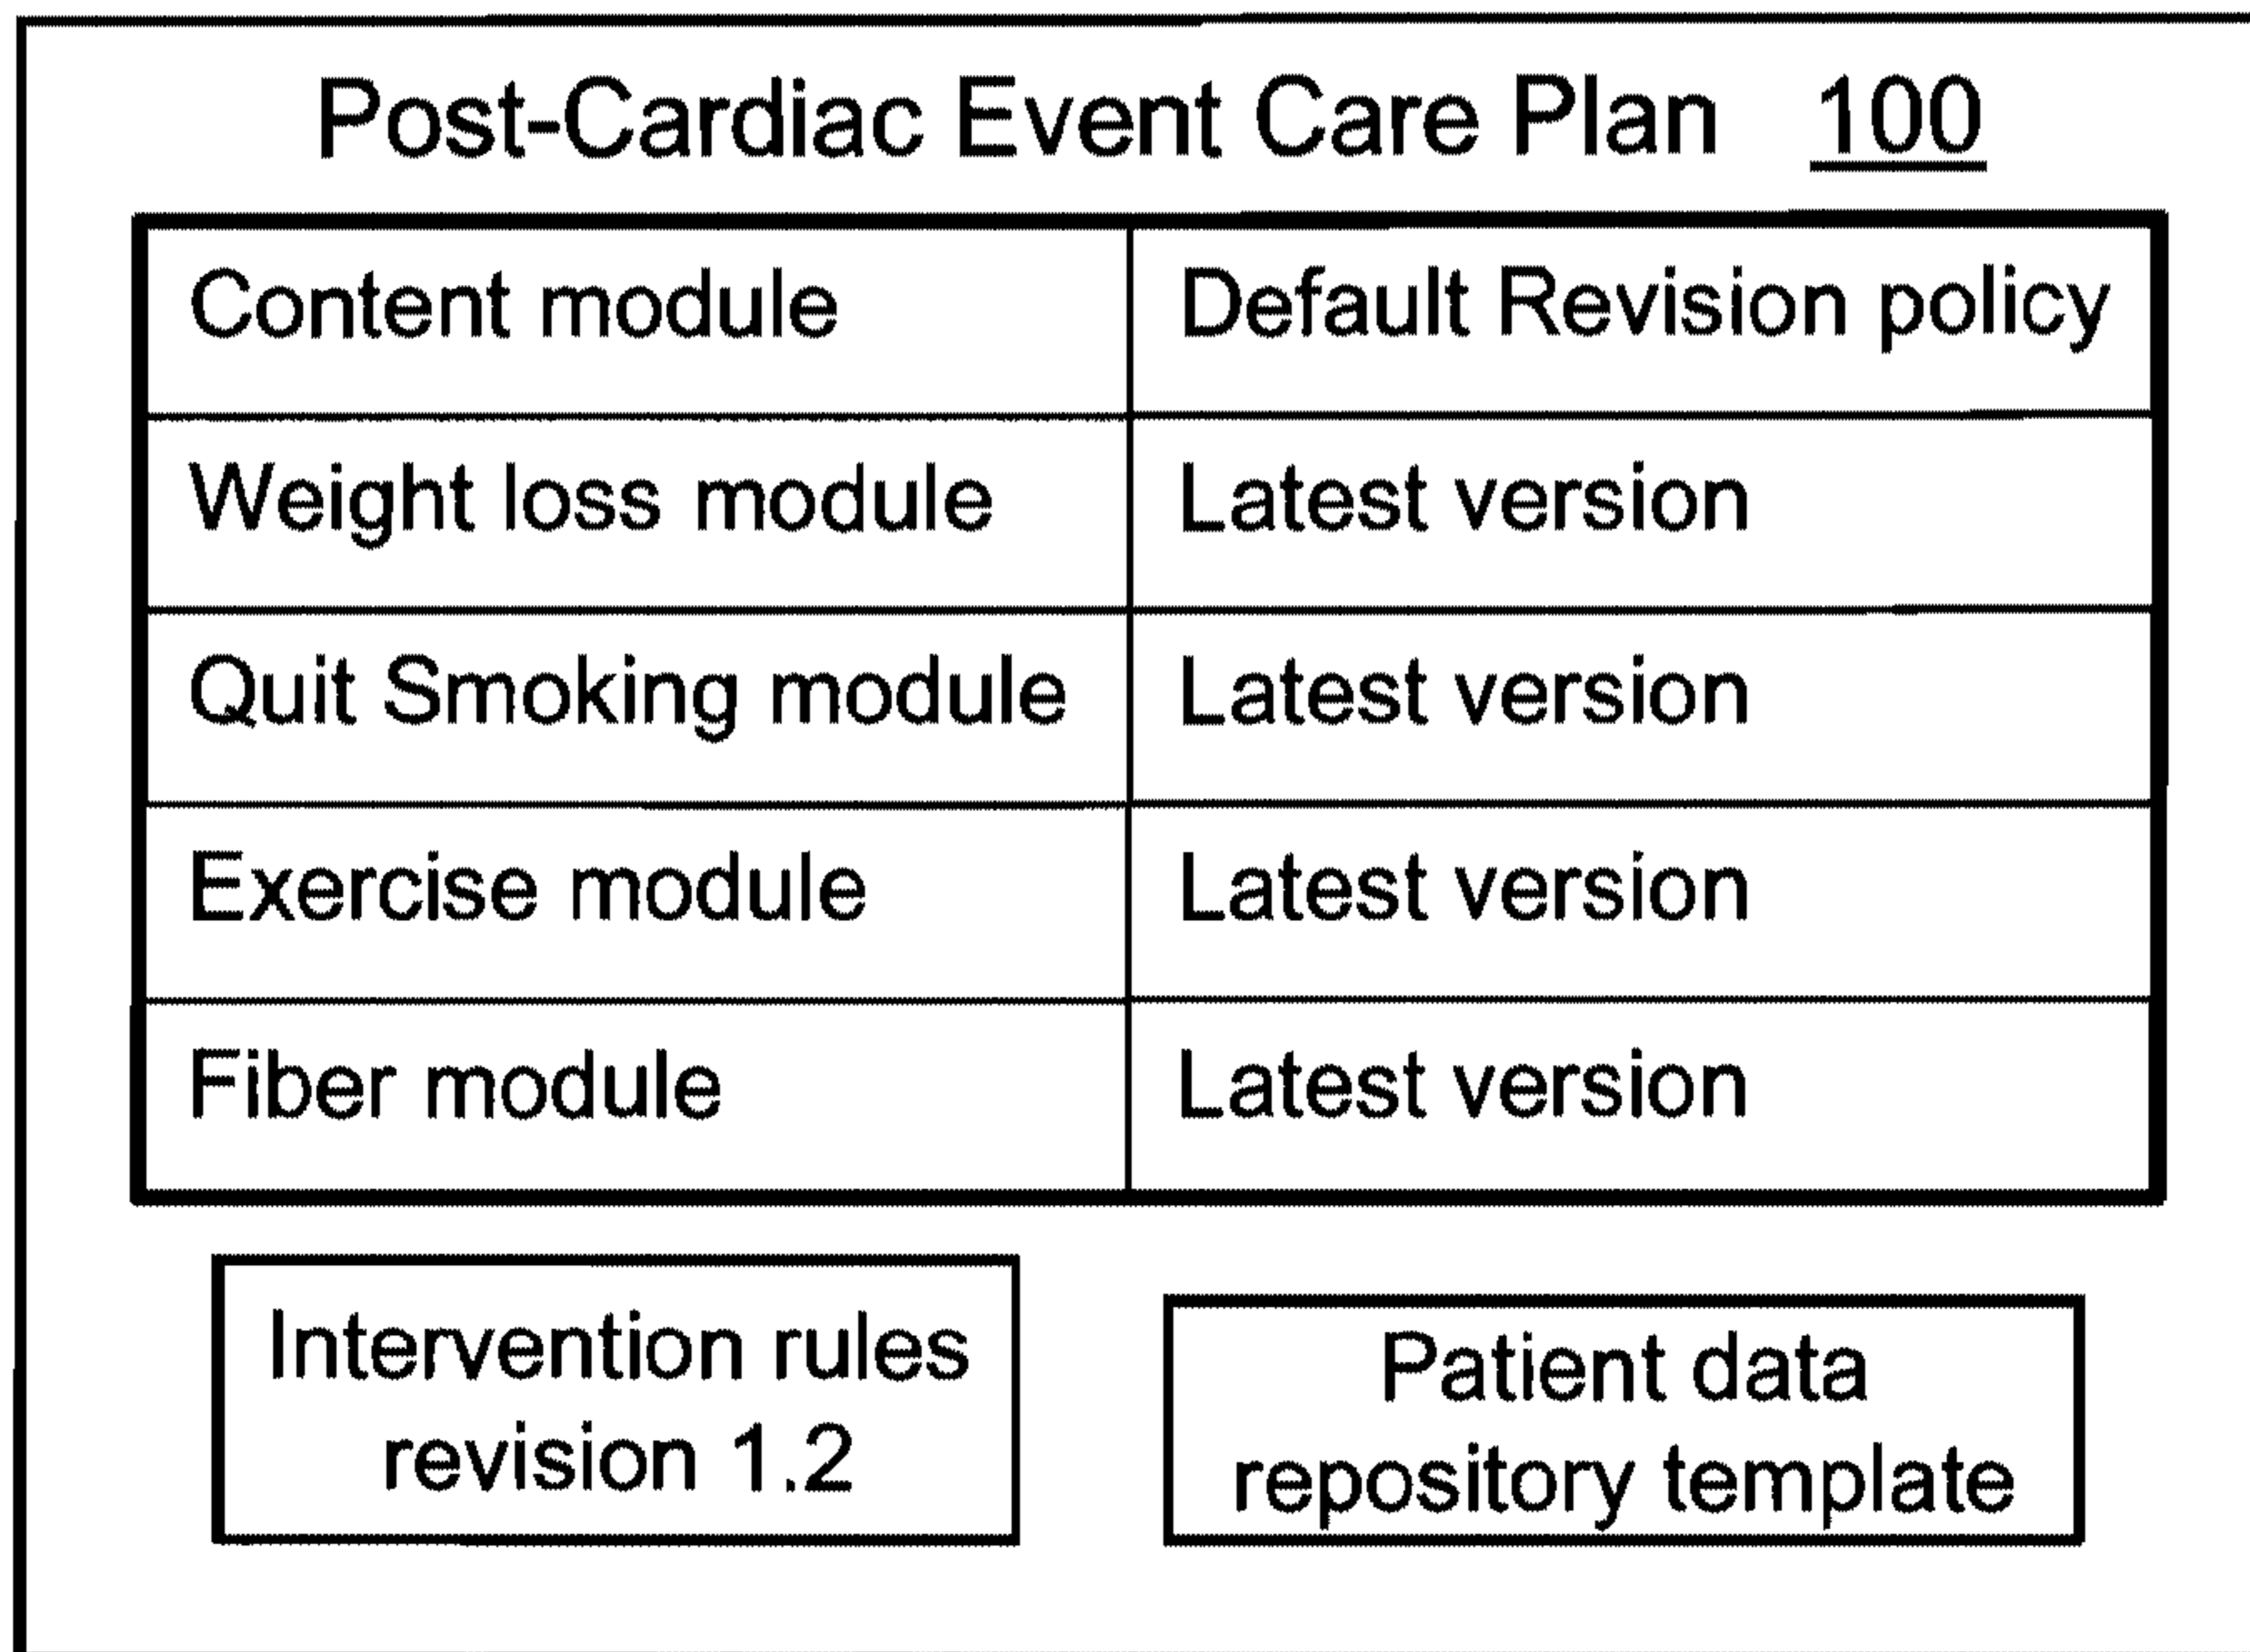 Post-Cardiac Event Care Plan 100
Content module Default Revision policy
Weight loss module Latest version
Quit Smoking module Latest version
Exercise module Latest version
Fiber module Latest version
Intervention rules
revision 1.2
Patient data
repository template